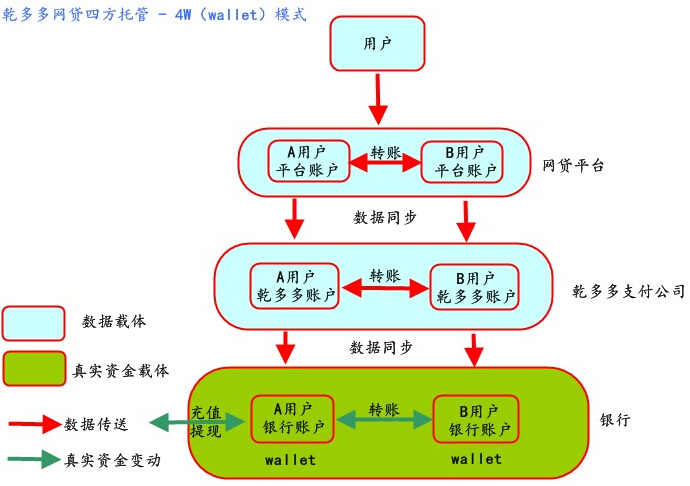 乾多多网贷四方托管 - 4W（wallet）模式
用户
A用户
平台账户
转账
B用户
平台账户
网贷平台
数据同步
A用户
乾多多账户
转账
B用户
乾多多账户
乾多多支付公司
数据载体
数据同步
真实资金载体
充值
提现
A用户
银行账户
转账
B用户
银行账户
银行
数据传送
真实资金变动
wallet
wallet